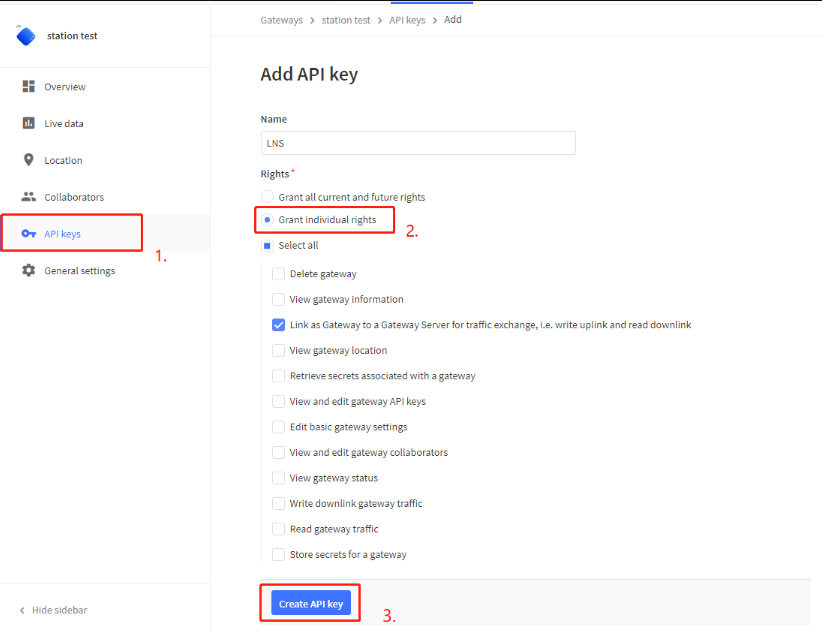 Gateways > station test > API keys > Add
station test
Overview
Live data
Location
Collaborators
API keys
1.
General settings
Hide sidebar
Add API key
Name
LNS
Rights*
Grant all current and future rights
Grant individual rights
2.
Select all
Delete gateway
View gateway information
Link as Gateway to a Gateway Server for traffic exchange, i.e. write uplink and read downlink
View gateway location
Retrieve secrets associated with a gateway
View and edit gateway API keys
Edit basic gateway settings
View and edit gateway collaborators
View gateway status
Write downlink gateway traffic
Read gateway traffic
Store secrets for a gateway
Create API key
3.